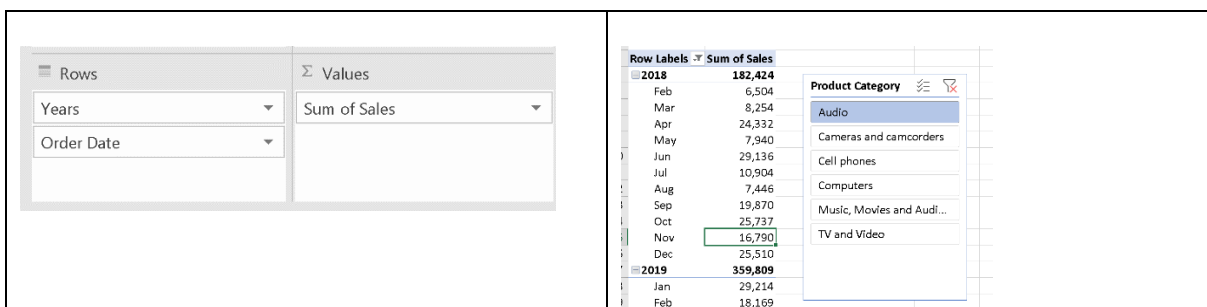 Rows
Σ Values
Years
Sum of Sales
Order Date
Row Labels Sum of Sales
2018 182,424
Feb 6,504
Mar 8,254
Apr 24,332
May 7,940
Jun 29,136
Jul 10,904
Aug 7,446
Sep 19,870
Oct 25,737
Nov 16,790
Dec 25,510
2019 359,809
Jan 29,214
Feb 18,169
Product Category
Audio
Cameras and camcorders
Cell phones
Computers
Music, Movies and Audi...
TV and Video